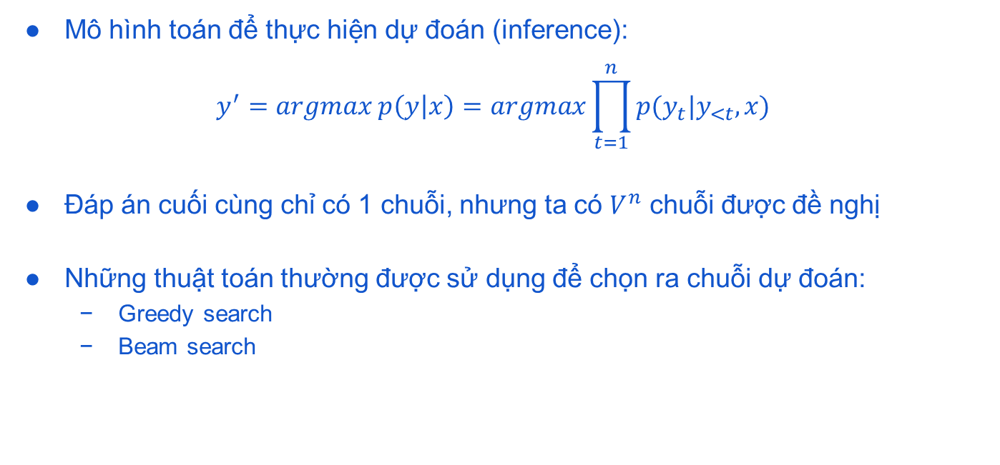 ● Mô hình toán để thực hiện dự đoán (inference):
y′ = argmax p(y|x) = argmax ∏_{t=1}^{n} p(y_t|y_{<t}, x)
● Đáp án cuối cùng chỉ có 1 chuỗi, nhưng ta có Vⁿ chuỗi được đề nghị
● Những thuật toán thường được sử dụng để chọn ra chuỗi dự đoán:
− Greedy search
− Beam search